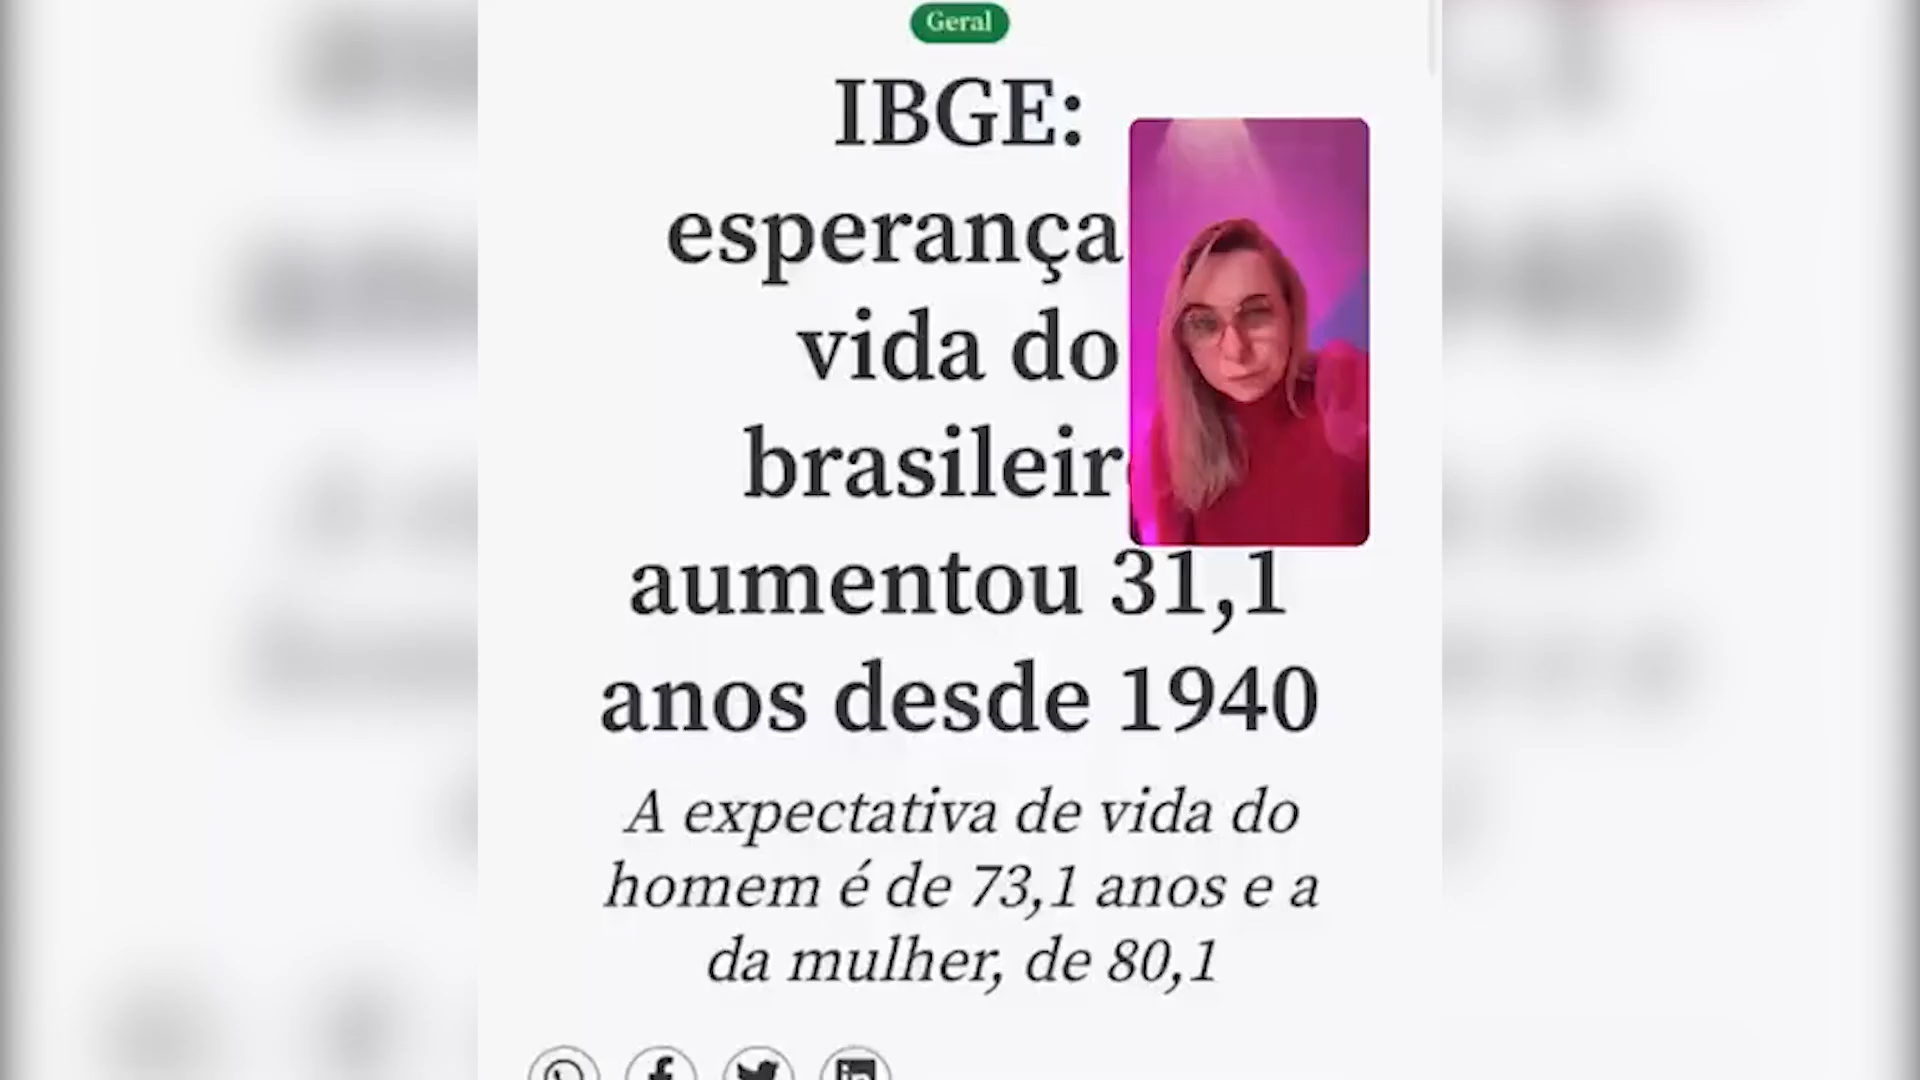 Geral
IBGE:
esperança
vida do
brasileir
aumentou 31,1
anos desde 1940
A expectativa de vida do
homem é de 73,1 anos e a
da mulher, de 80,1